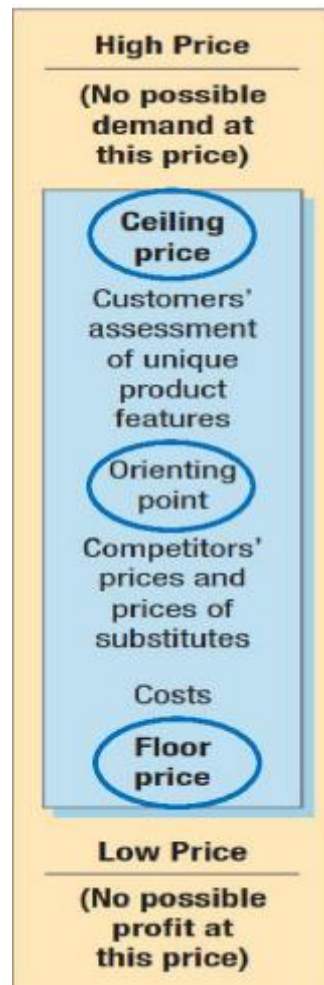 High Price
(No possible
demand at
this price)
Ceiling
price
Customers'
assessment
of unique
product
features
Orienting
point
Competitors'
prices and
prices of
substitutes
Costs
Floor
price
Low Price
(No possible
profit at
this price)